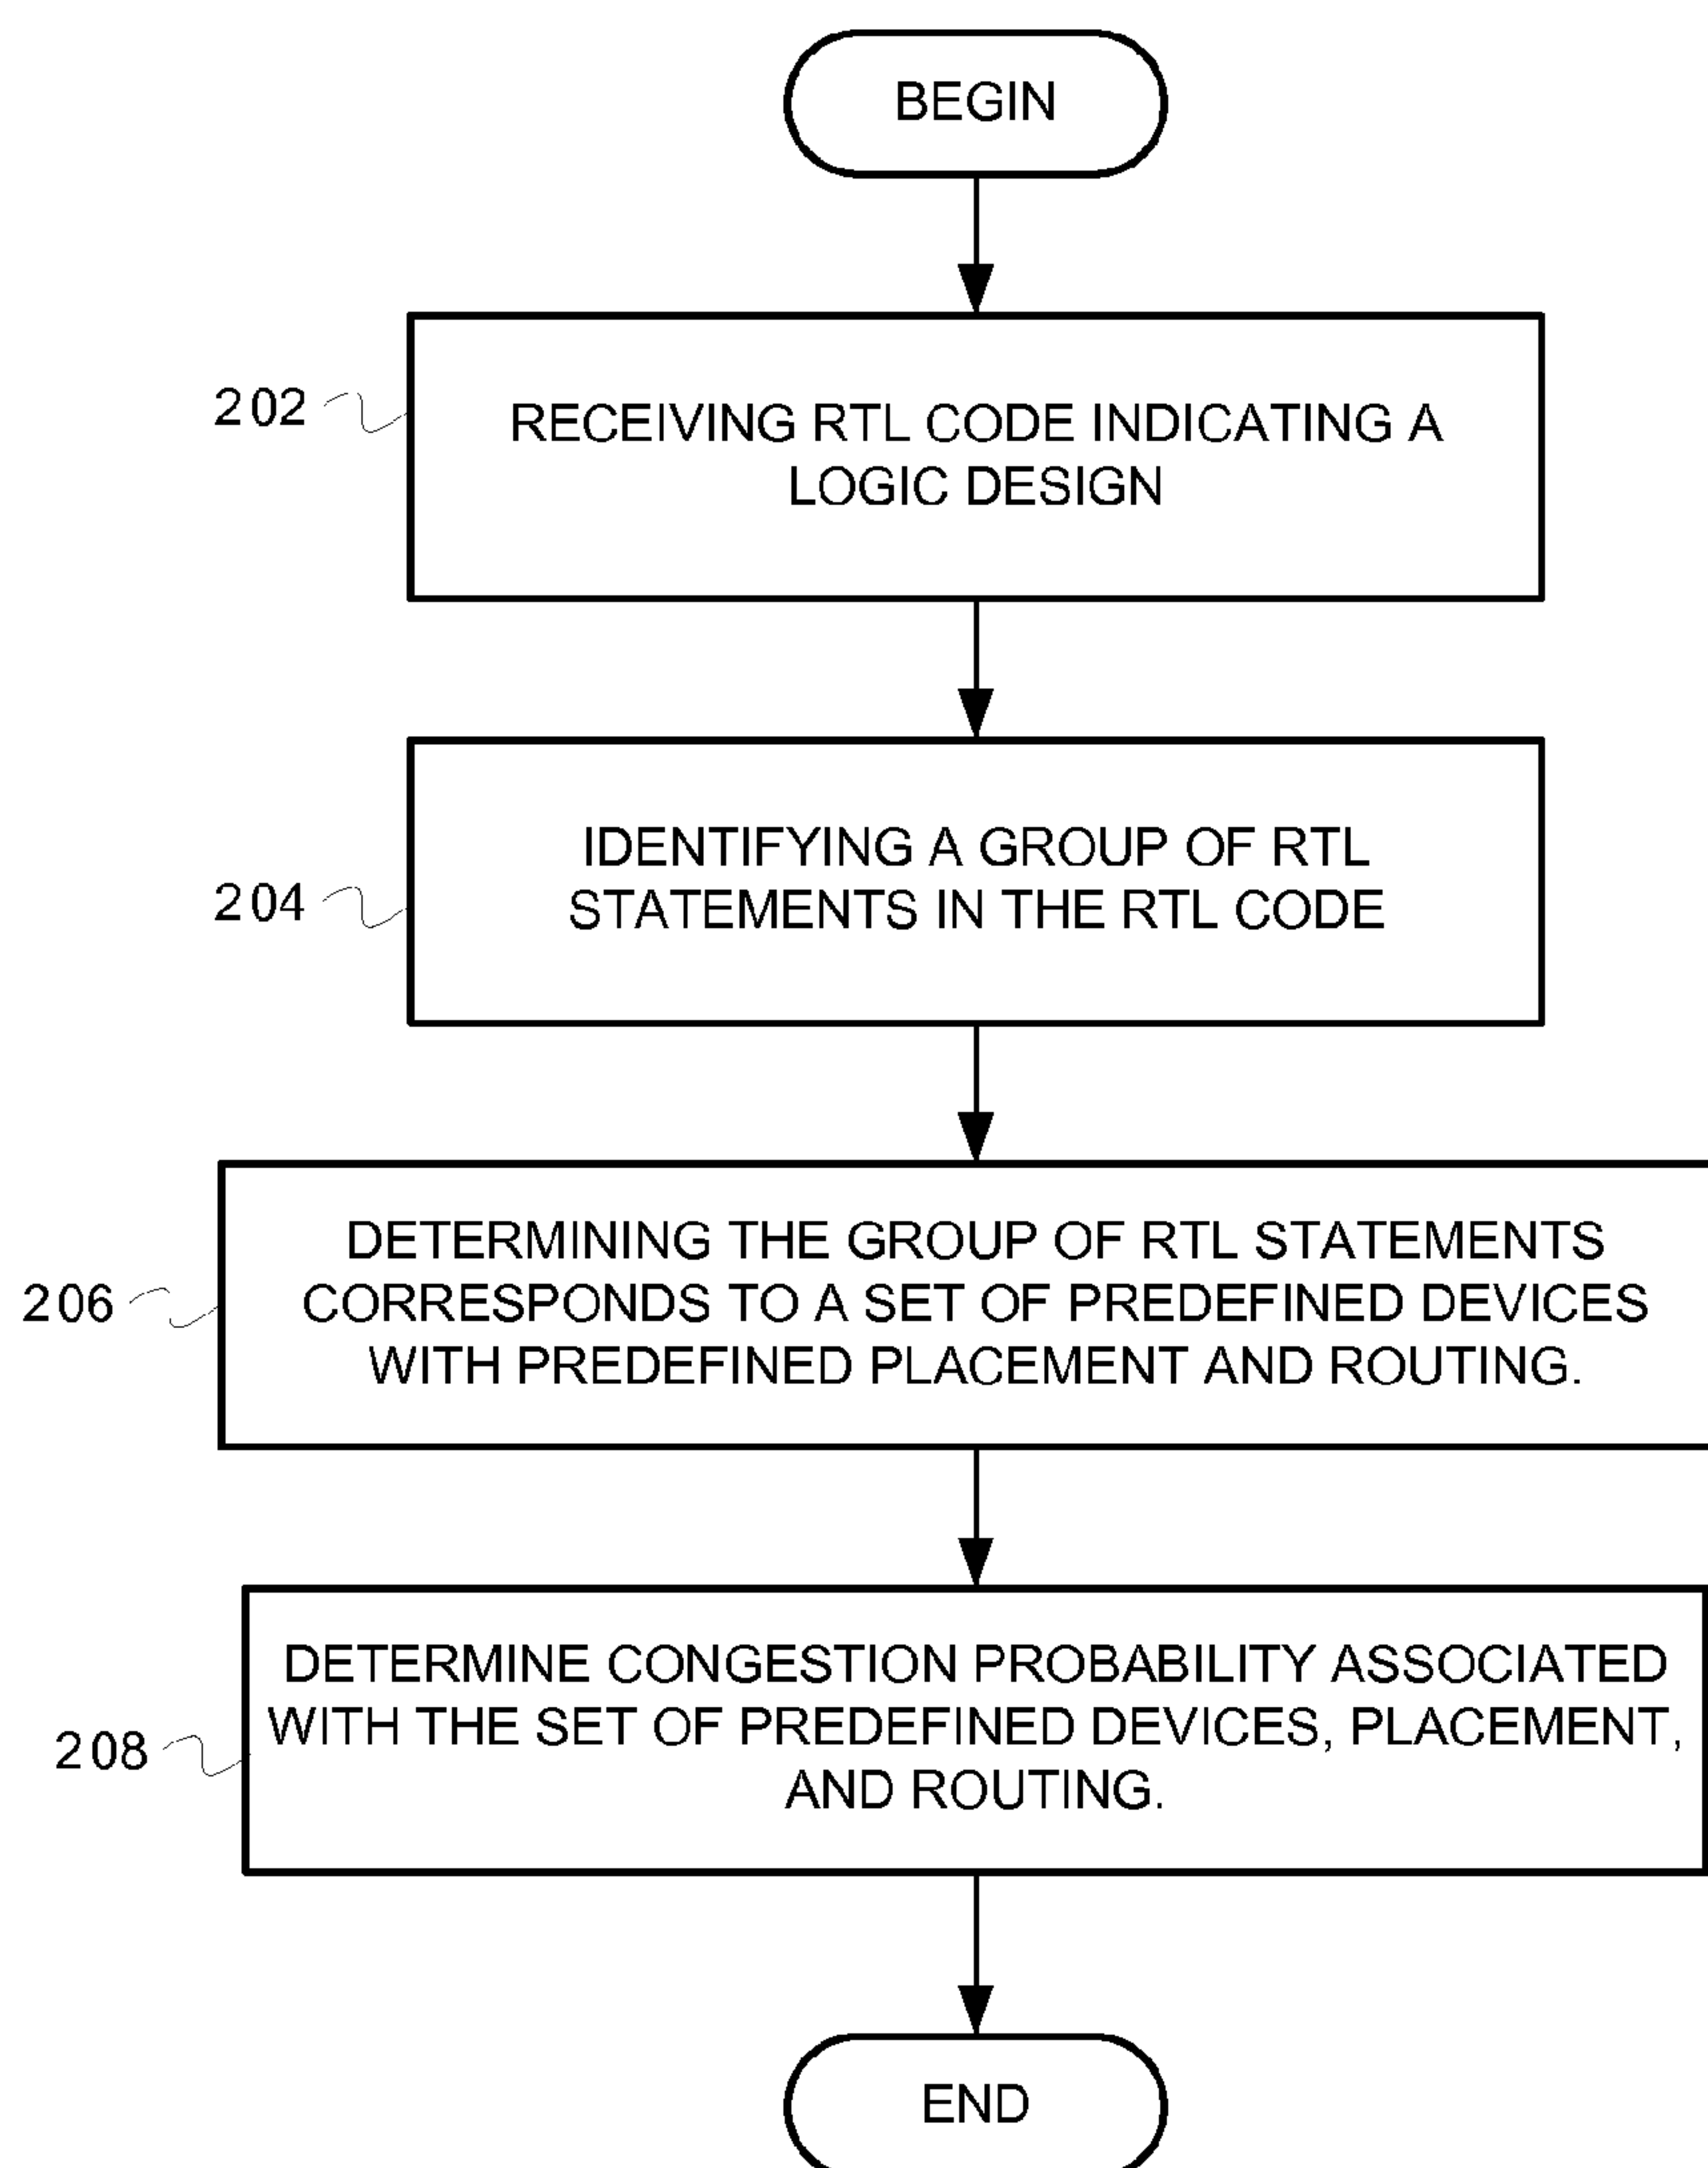 BEGIN
202
RECEIVING RTL CODE INDICATING A
LOGIC DESIGN
204
IDENTIFYING A GROUP OF RTL
STATEMENTS IN THE RTL CODE
206
DETERMINING THE GROUP OF RTL STATEMENTS
CORRESPONDS TO A SET OF PREDEFINED DEVICES
WITH PREDEFINED PLACEMENT AND ROUTING.
208
DETERMINE CONGESTION PROBABILITY ASSOCIATED
WITH THE SET OF PREDEFINED DEVICES, PLACEMENT,
AND ROUTING.
END